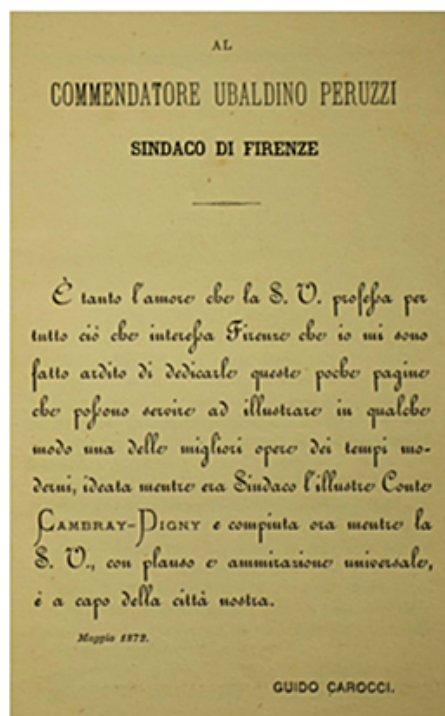 AL
COMMENDATORE UBALDINO PERUZZI
SINDACO DI FIRENZE
È tanto l'amore che la S. V. professa per
tutto ciò che interessa Firenze che io mi sono
fatto ardito di dedicarle queste poche pagine
che possono servire ad illustrare in qualche
modo una delle migliori opere dei tempi mo-
derni, ideata mentre era Sindaco l'illustre Conte
CAMBRAY-DIGNY e compiuta ora mentre la
S. V., con plauso e ammirazione universale,
è a capo della città nostra.
Maggio 1872.
GUIDO CAROCCI.